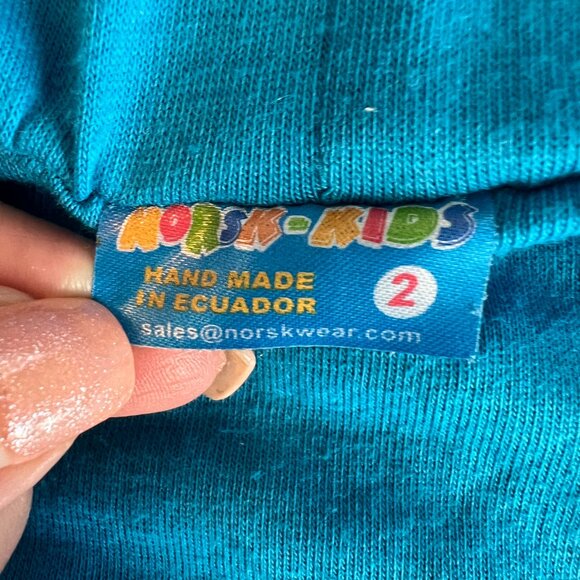 NORSK-KIDS
HAND MADE
IN ECUADOR
2
sales@norskwear.com